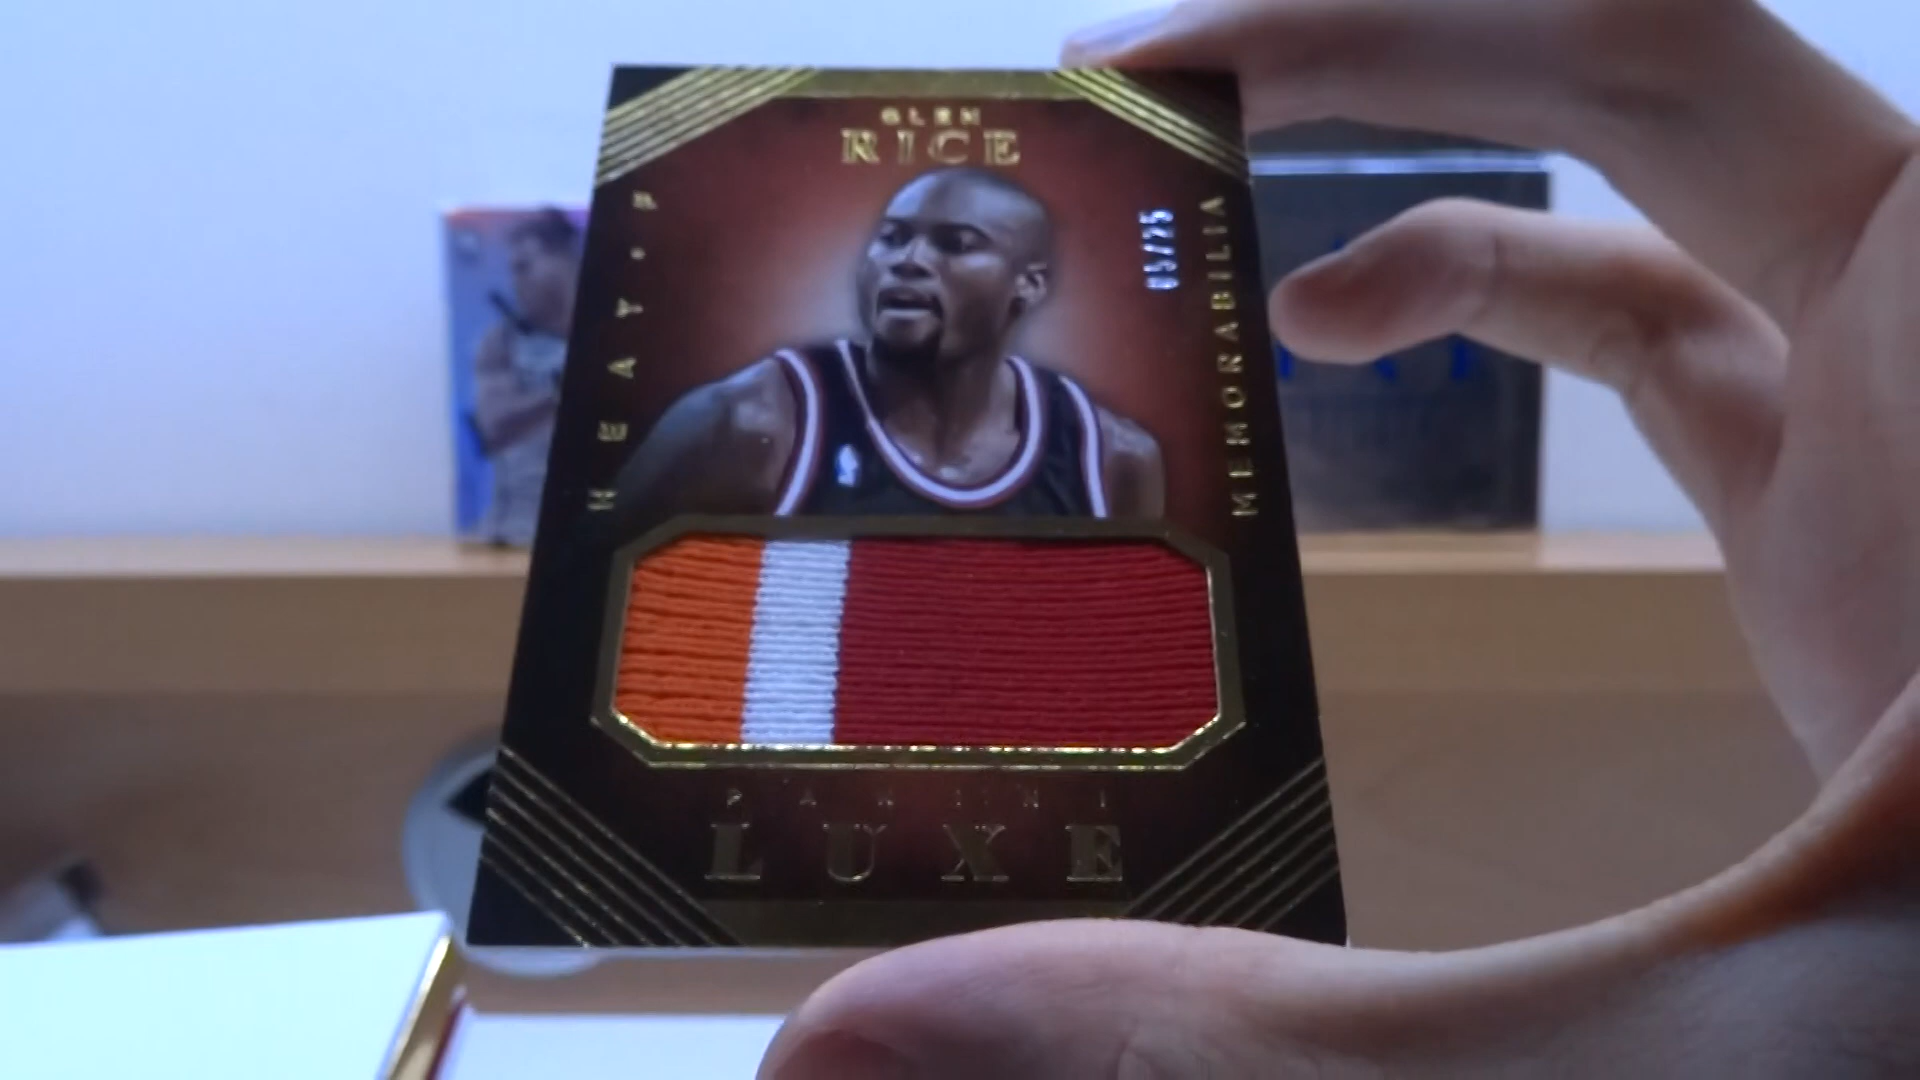 GLEN
RICE
HEAT • F
05/25
MEMORABILIA
PANINI
LUXE